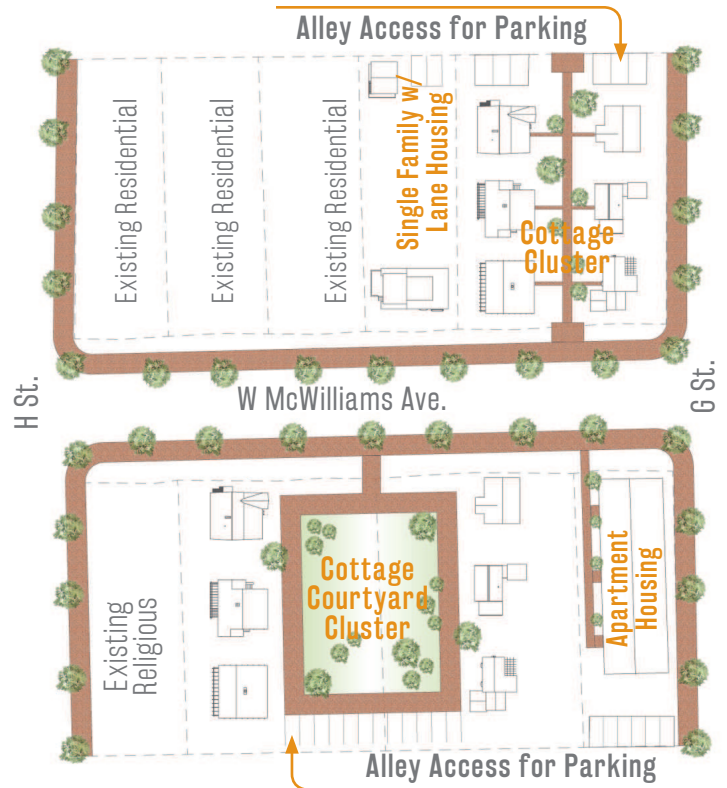 Alley Access for Parking
Existing Residential
Existing Residential
Existing Residential
Single Family w/
Lane Housing
Cottage
Cluster
H St.
W McWilliams Ave.
G St.
Existing
Religious
Cottage
Courtyard
Cluster
Apartment
Housing
Alley Access for Parking